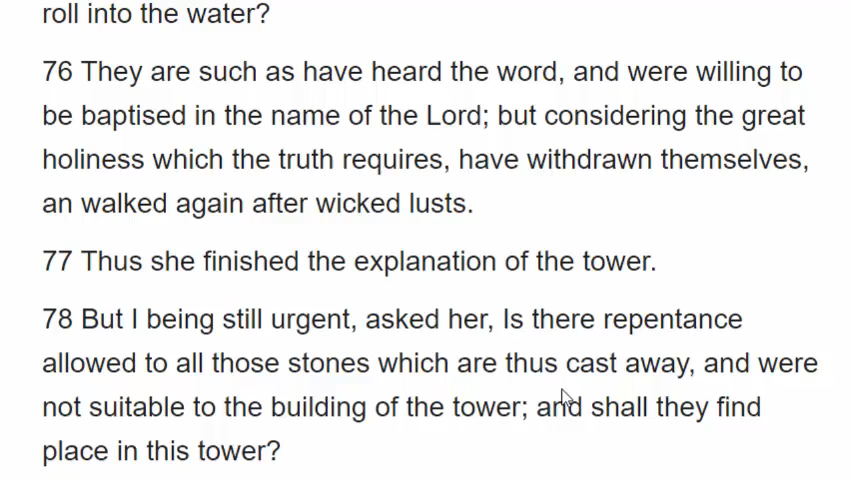 roll into the water?
76 They are such as have heard the word, and were willing to
be baptised in the name of the Lord; but considering the great
holiness which the truth requires, have withdrawn themselves,
an walked again after wicked lusts.
77 Thus she finished the explanation of the tower.
78 But I being still urgent, asked her, Is there repentance
allowed to all those stones which are thus cast away, and were
not suitable to the building of the tower; and shall they find
place in this tower?